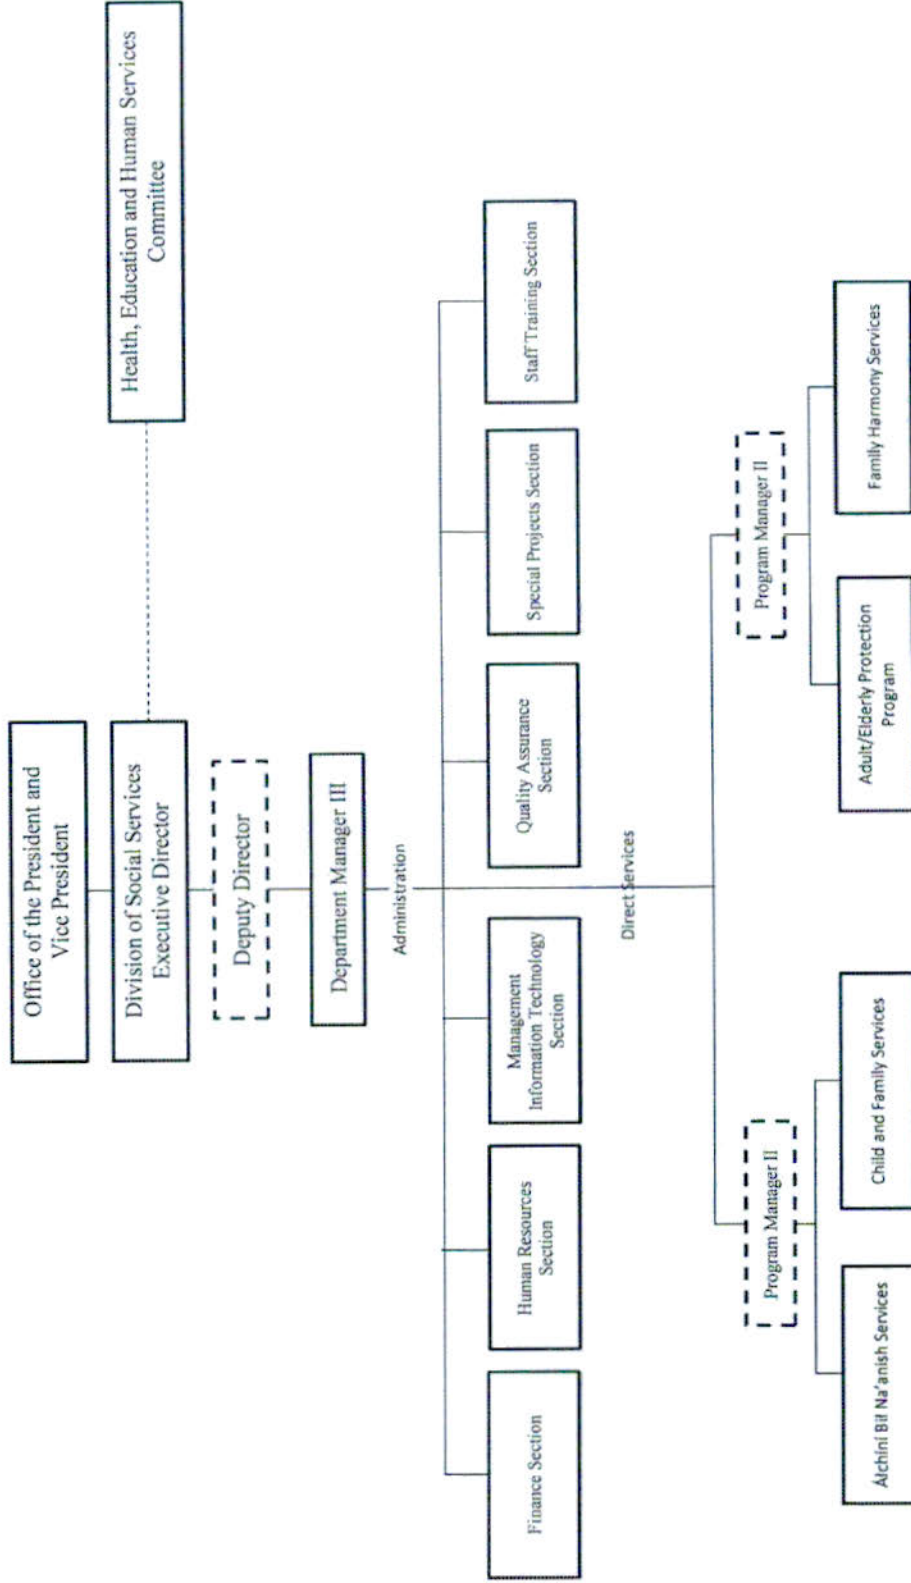 Office of the President and
Vice President
Division of Social Services
Executive Director
Health, Education and Human Services
Committee
Deputy Director
Department Manager III
Administration
Finance Section
Human Resources
Section
Management
Information Technology
Section
Quality Assurance
Section
Special Projects Section
Staff Training Section
Direct Services
Program Manager II
Program Manager II
Álchíní Bił Na'anish Services
Child and Family Services
Adult/Elderly Protection
Program
Family Harmony Services